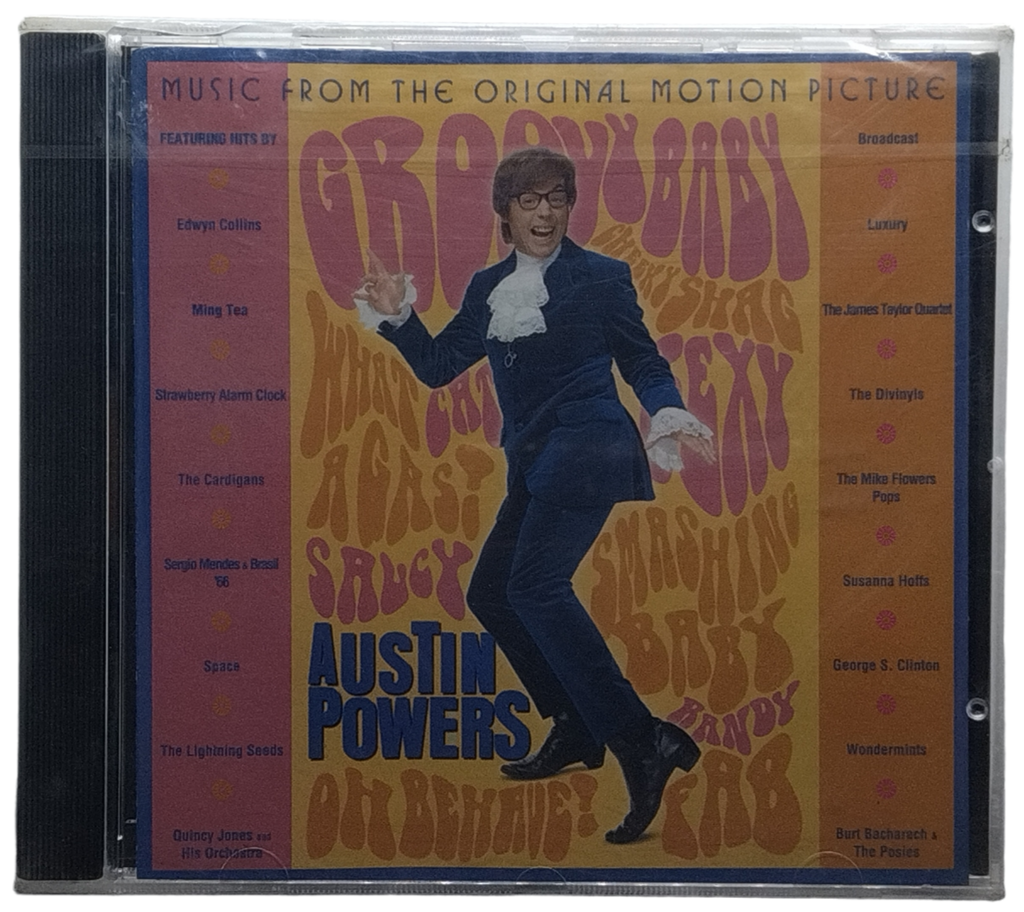 MUSIC FROM THE ORIGINAL MOTION PICTURE
FEATURING HITS BY
Edwyn Collins
Ming Tea
Strawberry Alarm Clock
The Cardigans
Sergio Mendes & Brasil
'66
Space
The Lightning Seeds
Quincy Jones and
His Orchestra
GROOVY BABY
CHEEKY SHAG
WHAT
A GAS!
CAT
SEXY
SAUCY
SMASHING
BABY
AUSTIN
POWERS
RANDY
OH BEHAVE!
FAB
Broadcast
Luxury
The James Taylor Quartet
The Divinyls
The Mike Flowers
Pops
Susanna Hoffs
George S. Clinton
Wondermints
Burt Bacharach &
The Posies